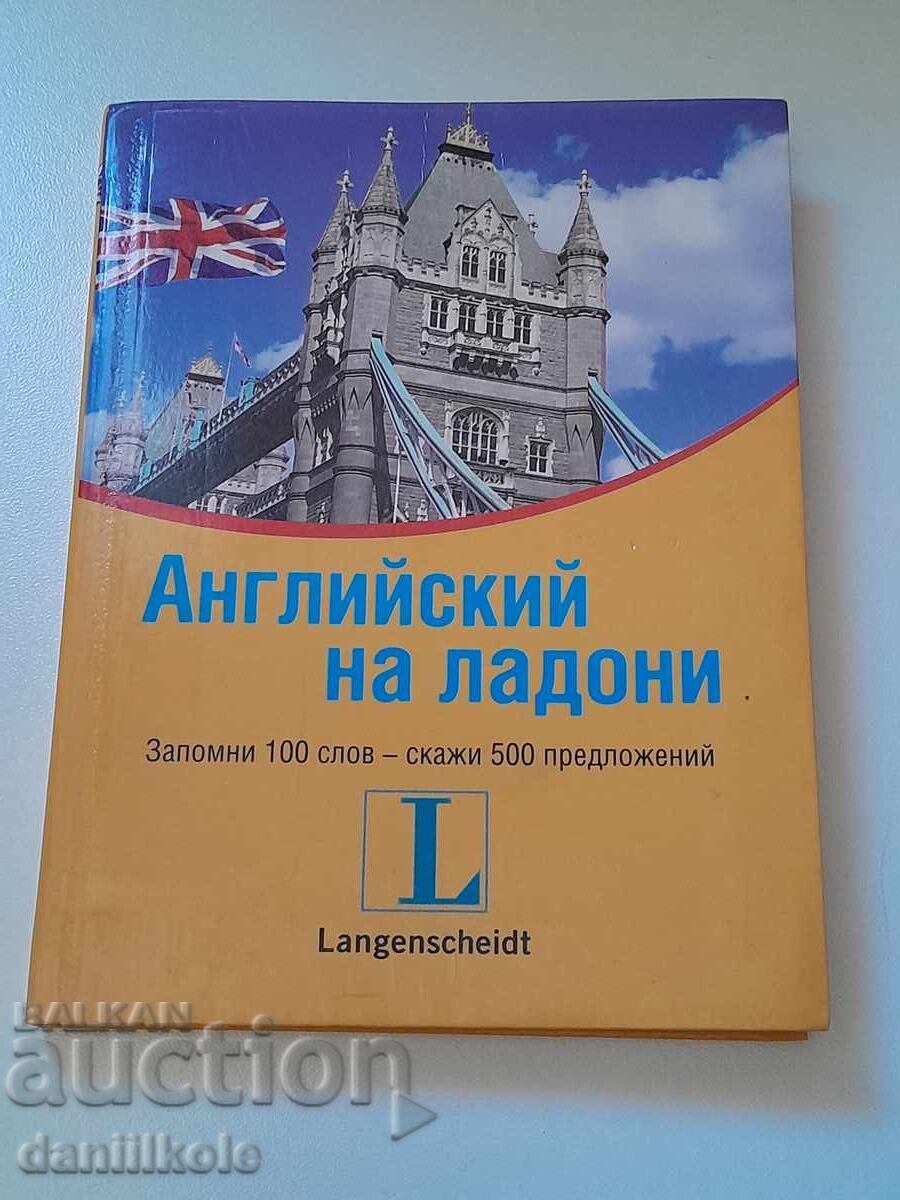 Английский
на ладони
Запомни 100 слов – скажи 500 предложений
L
Langenscheidt
BALKAN
auction
daniilkole